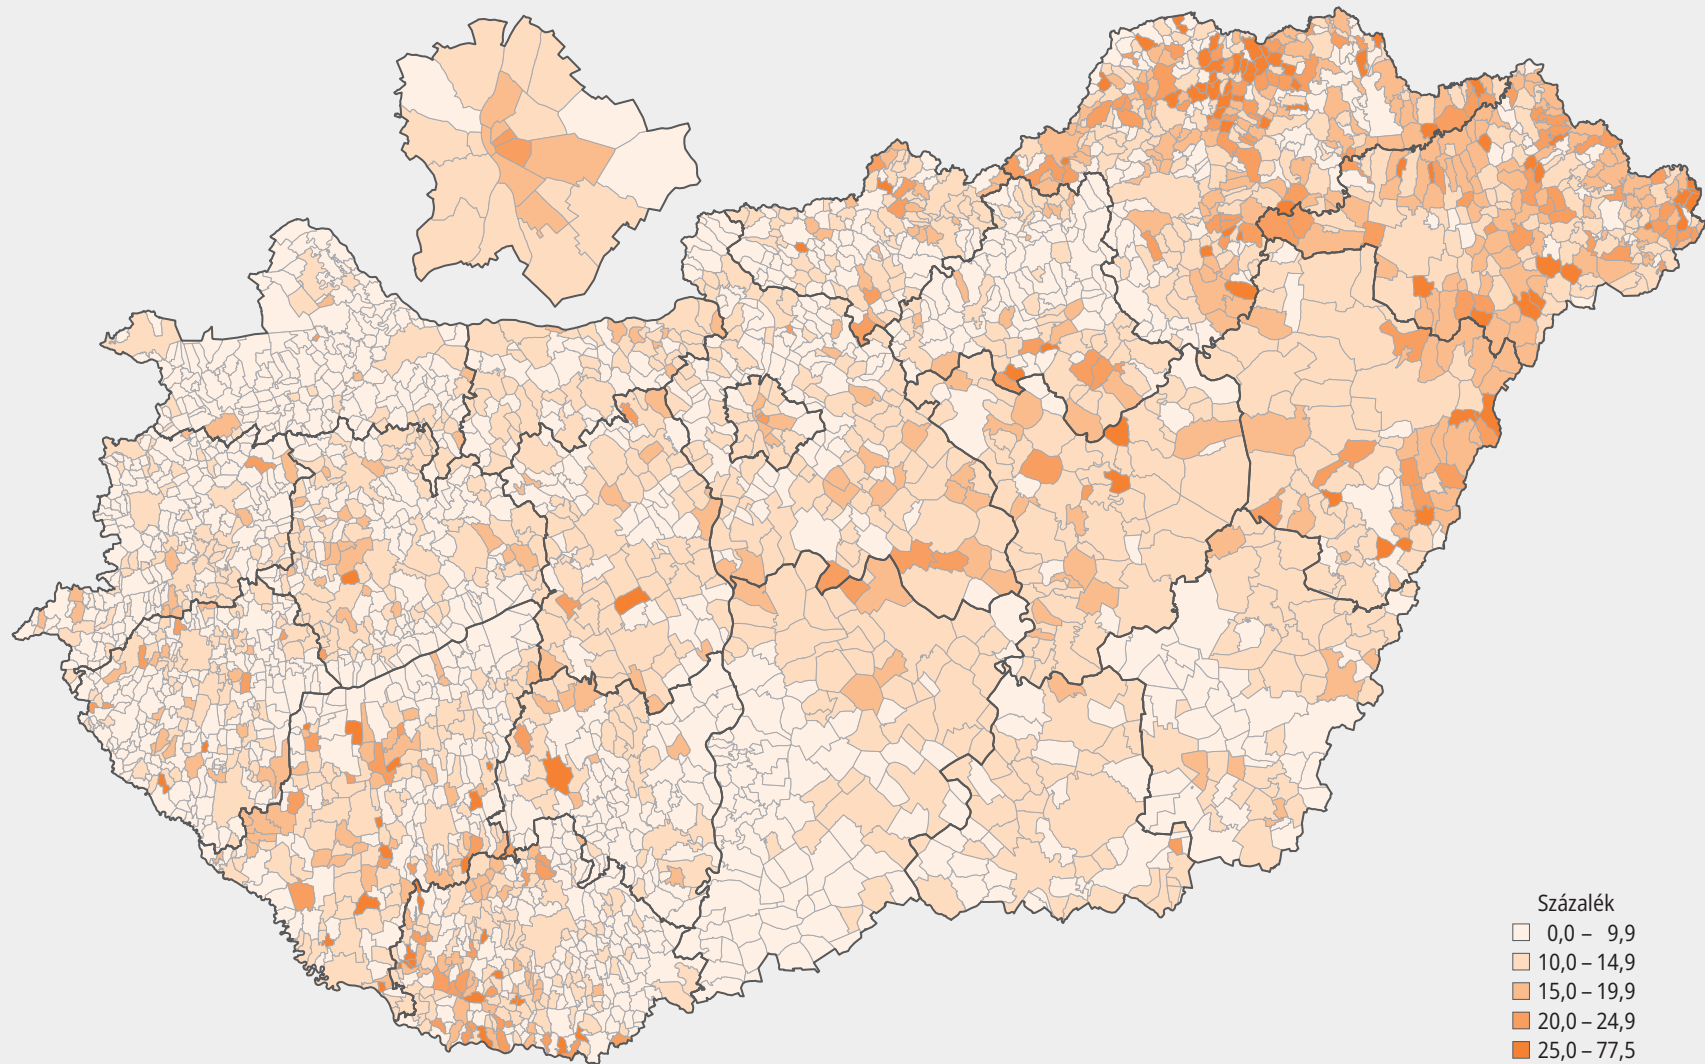 Százalék
0,0 – 9,9
10,0 – 14,9
15,0 – 19,9
20,0 – 24,9
25,0 – 77,5